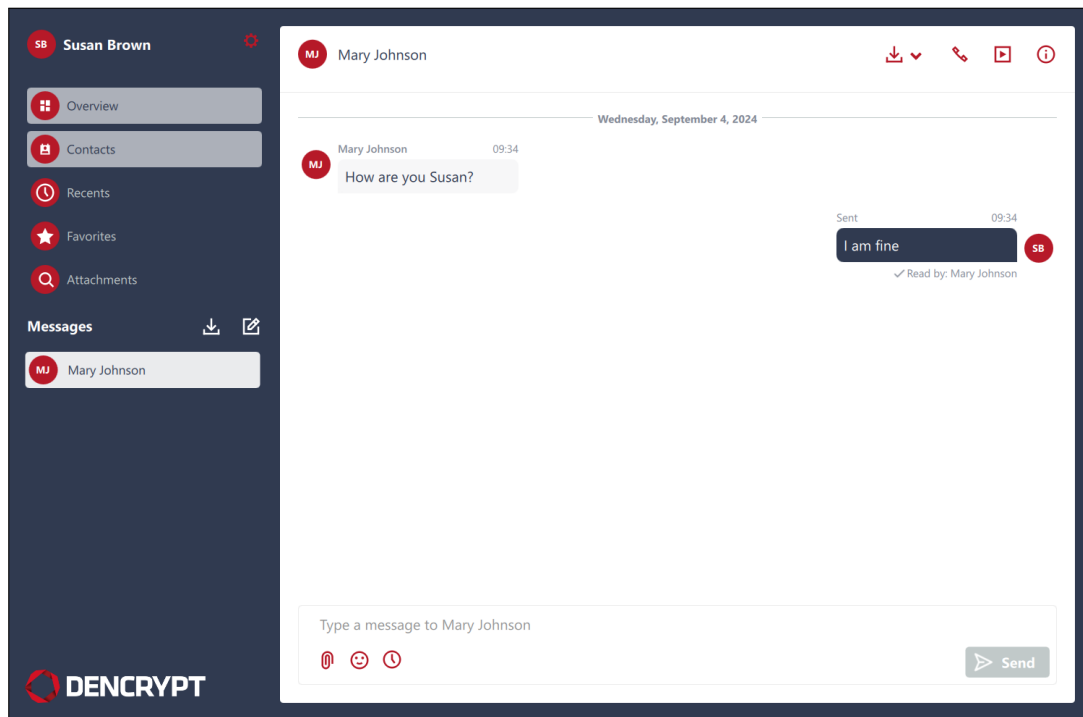 SB Susan Brown
Overview
Contacts
Recents
Favorites
Attachments
Messages
MJ Mary Johnson
DENCRYPT
MJ Mary Johnson
Wednesday, September 4, 2024
Mary Johnson 09:34
MJ How are you Susan?
Sent 09:34
I am fine SB
Read by: Mary Johnson
Type a message to Mary Johnson
Send